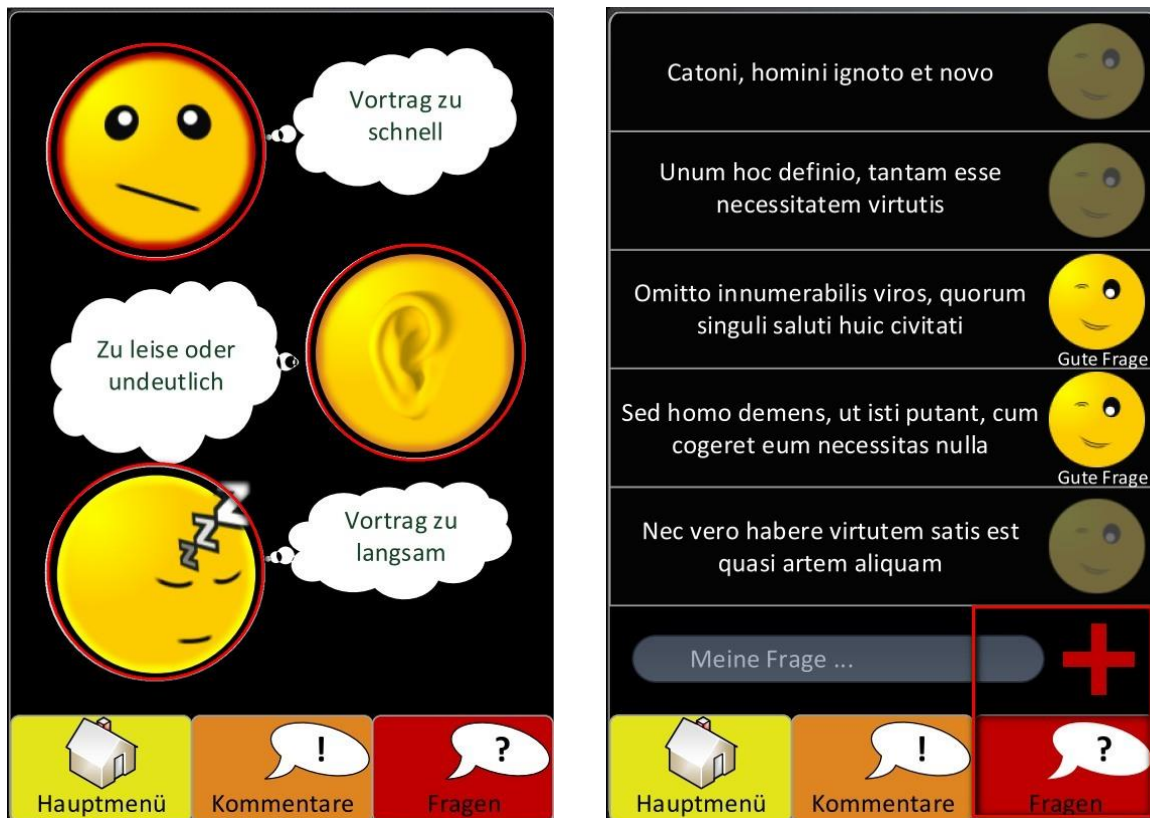 Vortrag zu
schnell
Zu leise oder
undeutlich
Z
Z
Z
Vortrag zu
langsam
!
?
Hauptmenü
Kommentare
Fragen
Catoni, homini ignoto et novo
Unum hoc definio, tantam esse
necessitatem virtutis
Omitto innumerabilis viros, quorum
singuli saluti huic civitati
Gute Frage
Sed homo demens, ut isti putant, cum
cogeret eum necessitas nulla
Gute Frage
Nec vero habere virtutem satis est
quasi artem aliquam
Meine Frage ...
!
?
Hauptmenü
Kommentare
Fragen